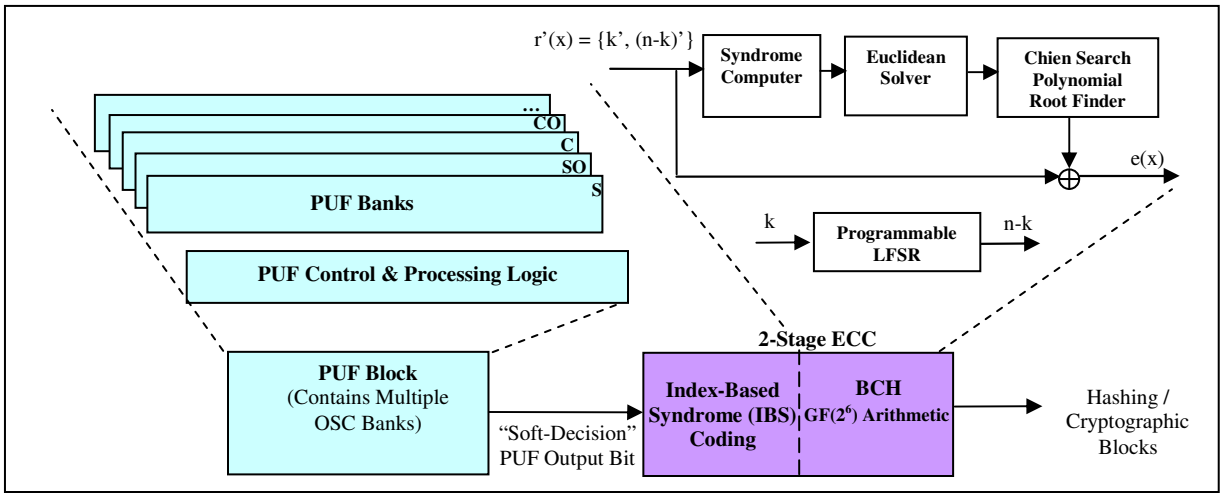 r'(x) = {k', (n-k)'}
Syndrome
Computer
Euclidean
Solver
Chien Search
Polynomial
Root Finder
e(x)
k
Programmable
LFSR
n-k
...
CO
C
SO
S
PUF Banks
PUF Control & Processing Logic
2-Stage ECC
PUF Block
(Contains Multiple
OSC Banks)
“Soft-Decision”
PUF Output Bit
Index-Based
Syndrome (IBS)
Coding
BCH
GF(2⁶) Arithmetic
Hashing /
Cryptographic
Blocks